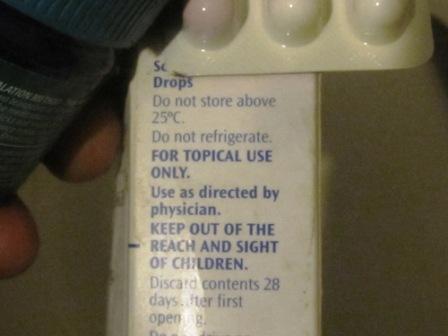 Drops
Do not store above
25°C.
Do not refrigerate.
FOR TOPICAL USE
ONLY.
Use as directed by
physician.
KEEP OUT OF THE
REACH AND SIGHT
OF CHILDREN.
Discard contents 28
days after first
opening.